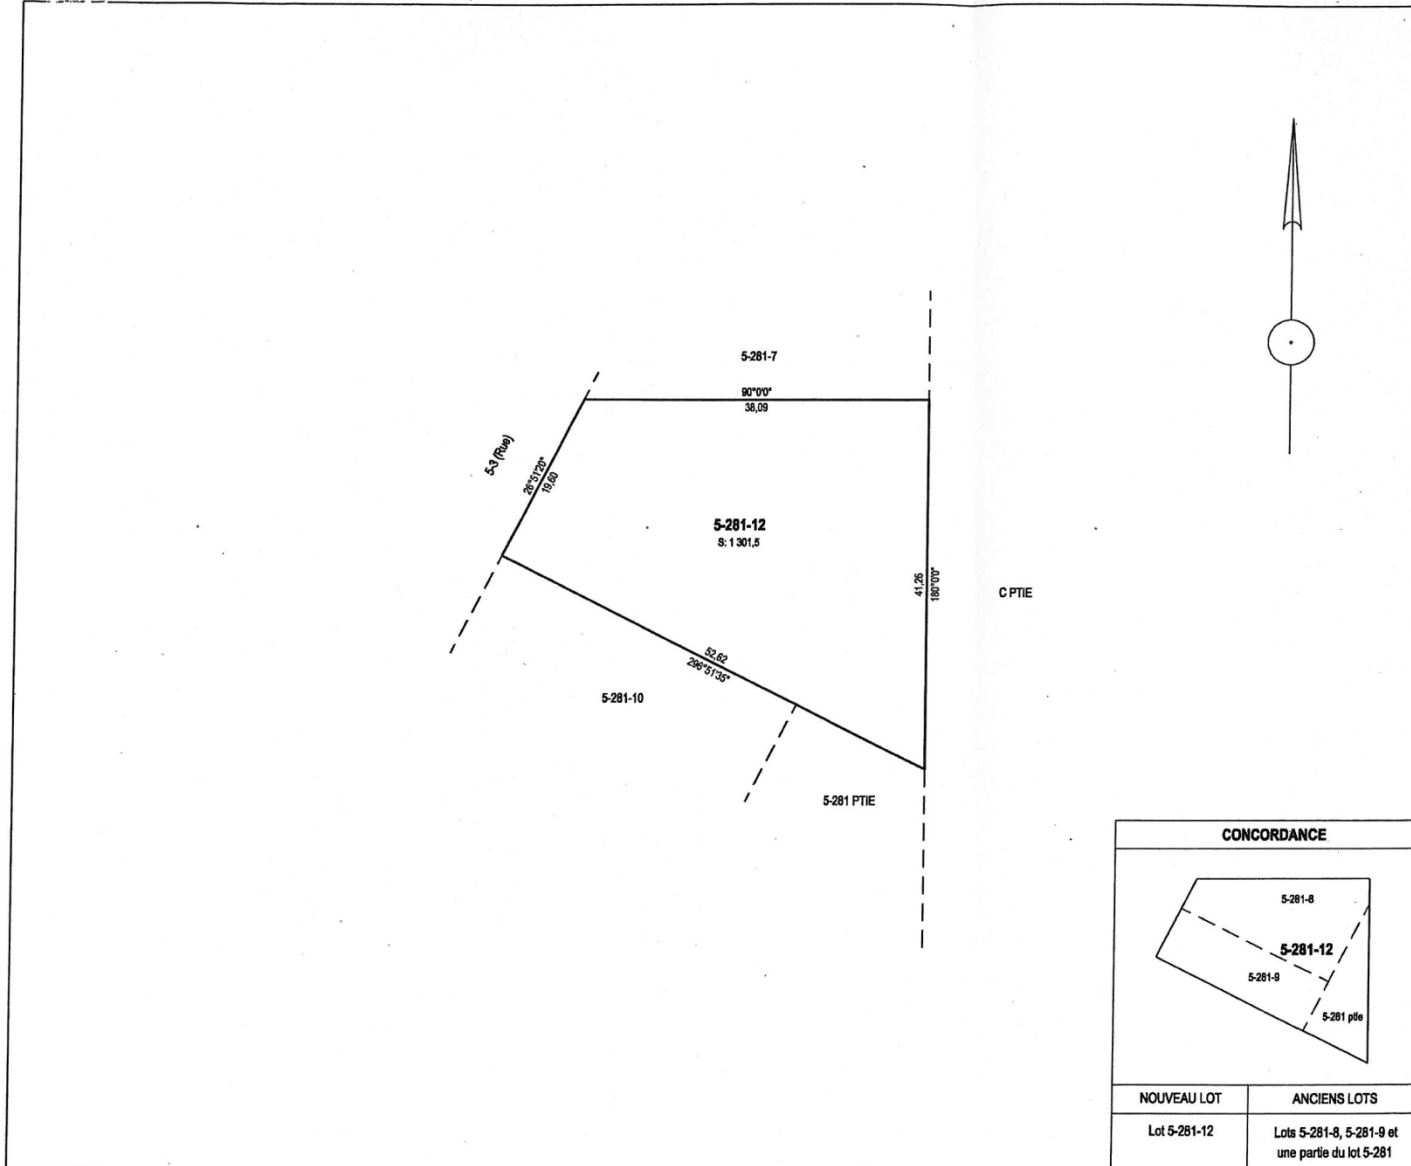 5-281-7
90°0'0"
38,09
5-3 (Rue)
26°51'20"
19,60
5-281-12
S: 1 301,5
41,26
180°0'0"
C PTIE
52,62
296°51'35"
5-281-10
5-281 PTIE
CONCORDANCE
5-281-8
5-281-12
5-281-9
5-281 ptie
NOUVEAU LOT
ANCIENS LOTS
Lot 5-281-12
Lots 5-281-8, 5-281-9 et
une partie du lot 5-281